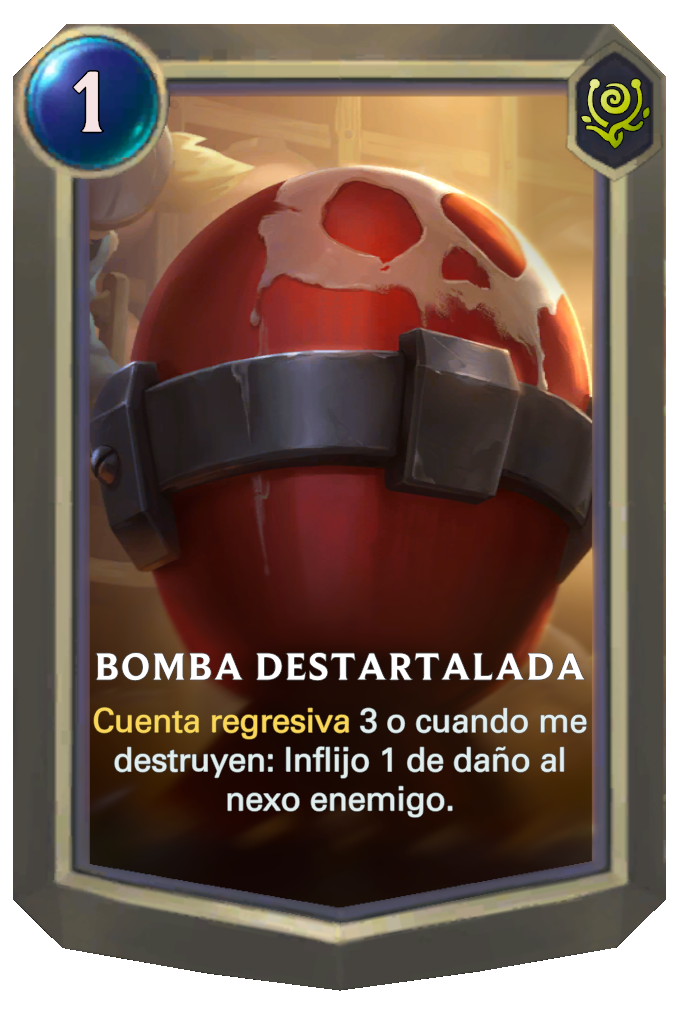 1
BOMBA DESTARTALADA
Cuenta regresiva 3 o cuando me
destruyen: Inflijo 1 de daño al
nexo enemigo.